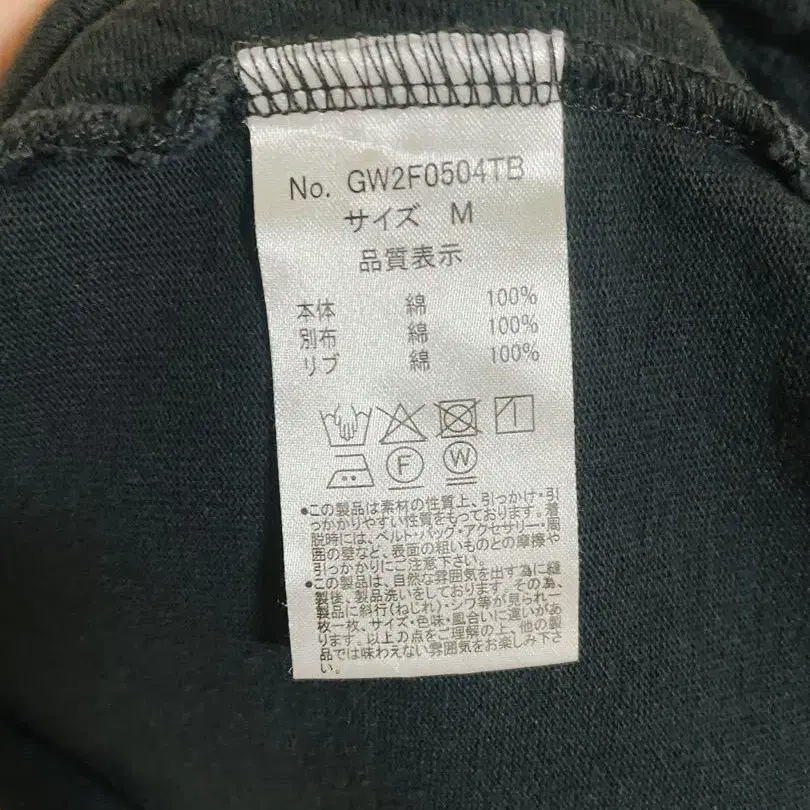 No. GW2F0504TB
サイズ M
品質表示
本体 綿 100%
別布 綿 100%
リブ 綿 100%
F W
●この製品は素材の性質上、引っかけ・引
っかかりやすい性質をもっております。着
脱時には、ベルト・バック・アクセサリー・周
囲の壁など、表面の粗いものとの摩擦や
引っかかりにご注意下さい。
●この製品は、自然な雰囲気を出す為に縫
製後、製品洗いをしております。その為、
製品に斜行(ねじれ)・シワ等が見られ一
枚一枚、サイズ・色味・風合いに違いがあ
ります。以上の点をご理解の上、他の製
品では味わえない雰囲気をお楽しみ下さ
い。